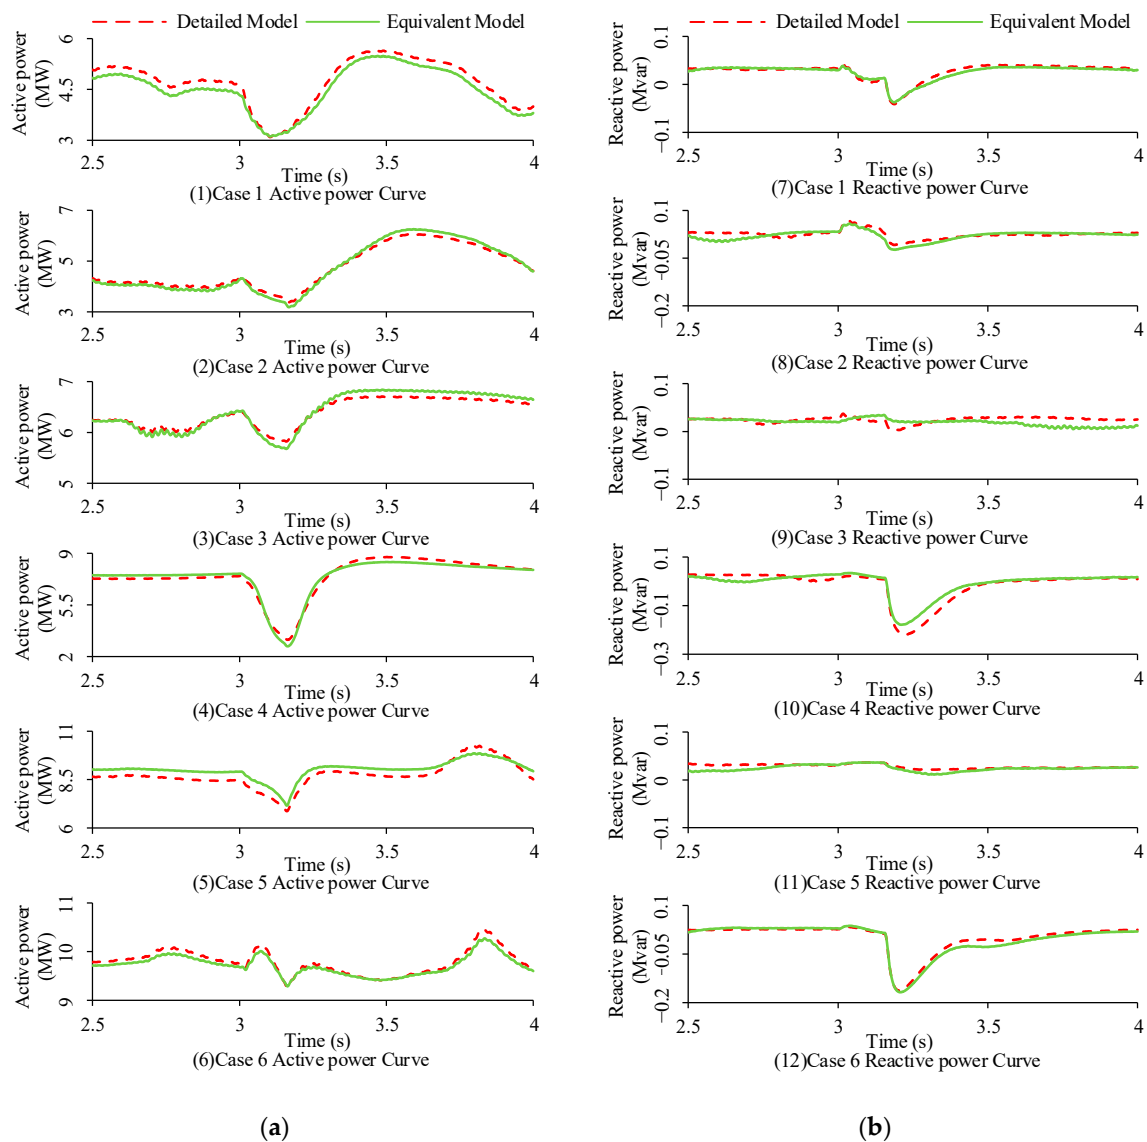 Detailed Model Equivalent Model
Active power
(MW)
6
4.5
3
2.5 3 3.5 4
Time (s)
(1)Case 1 Active power Curve
Active power
(MW)
7
5
3
2.5 3 3.5 4
Time (s)
(2)Case 2 Active power Curve
Active power
(MW)
7
6
5
2.5 3 3.5 4
Time (s)
(3)Case 3 Active power Curve
Active power
(MW)
9
5.5
2
2.5 3 3.5 4
Time (s)
(4)Case 4 Active power Curve
Active power
(MW)
11
8.5
6
2.5 3 3.5 4
Time (s)
(5)Case 5 Active power Curve
Active power
(MW)
11
10
9
2.5 3 3.5 4
Time (s)
(6)Case 6 Active power Curve
(a)
Detailed Model Equivalent Model
Reactive power
(Mvar)
0.1
0
−0.1
2.5 3 3.5 4
Time (s)
(7)Case 1 Reactive power Curve
Reactive power
(Mvar)
0.1
−0.05
−0.2
2.5 3 3.5 4
Time (s)
(8)Case 2 Reactive power Curve
Reactive power
(Mvar)
0.1
0
−0.1
2.5 3 3.5 4
Time (s)
(9)Case 3 Reactive power Curve
Reactive power
(Mvar)
0.1
−0.1
−0.3
2.5 3 3.5 4
Time (s)
(10)Case 4 Reactive power Curve
Reactive power
(Mvar)
0.1
0
−0.1
2.5 3 3.5 4
Time (s)
(11)Case 5 Reactive power Curve
Reactive power
(Mvar)
0.1
−0.05
−0.2
2.5 3 3.5 4
Time (s)
(12)Case 6 Reactive power Curve
(b)